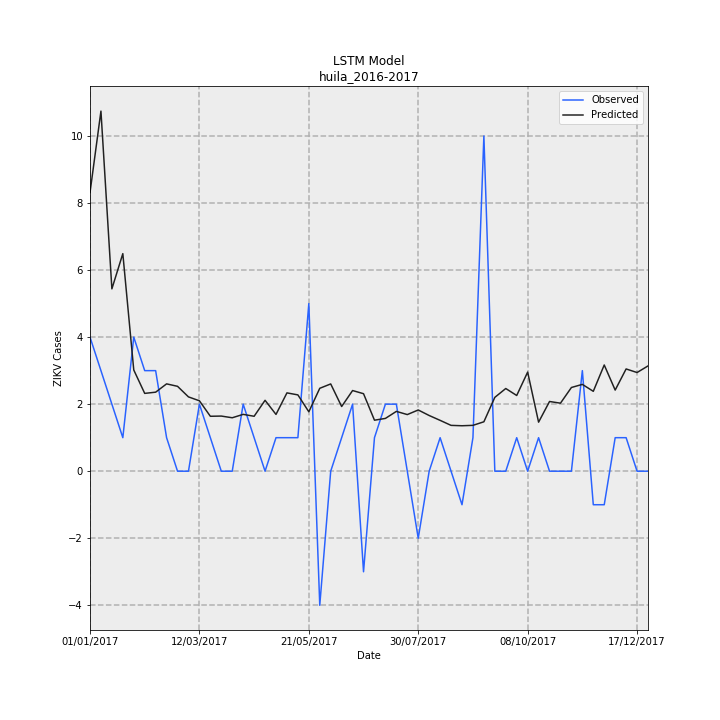 LSTM Model
huila_2016-2017
Observed
Predicted
10
8
6
4
2
0
−2
−4
ZIKV Cases
01/01/2017 12/03/2017 21/05/2017 30/07/2017 08/10/2017 17/12/2017
Date